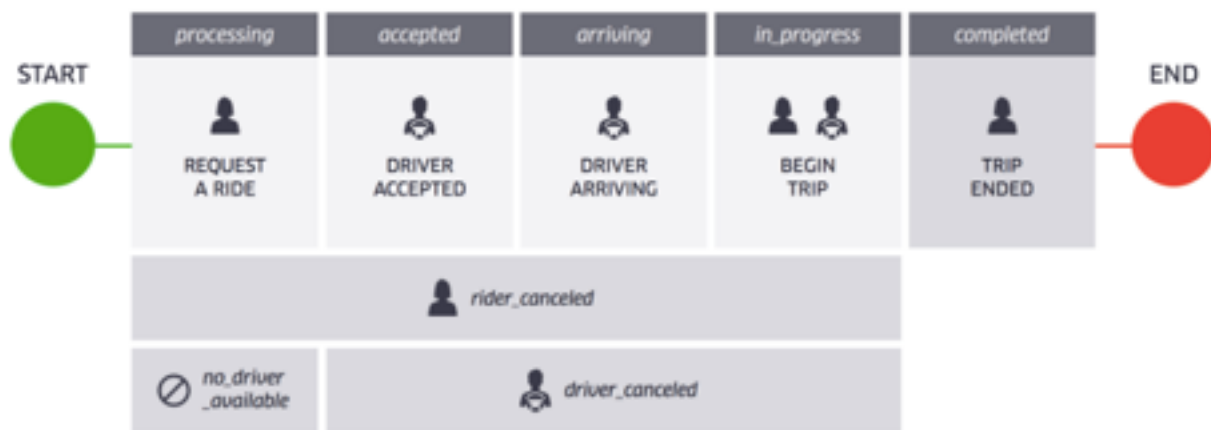 processing
accepted
arriving
in_progress
completed
START
END
REQUEST
A RIDE
DRIVER
ACCEPTED
DRIVER
ARRIVING
BEGIN
TRIP
TRIP
ENDED
rider_canceled
no_driver
_available
driver_canceled